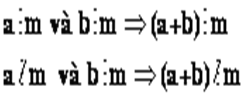 a⋮m và b⋮m ⇒(a+b)⋮m
a⋮̸m và b⋮m ⇒(a+b)⋮̸m